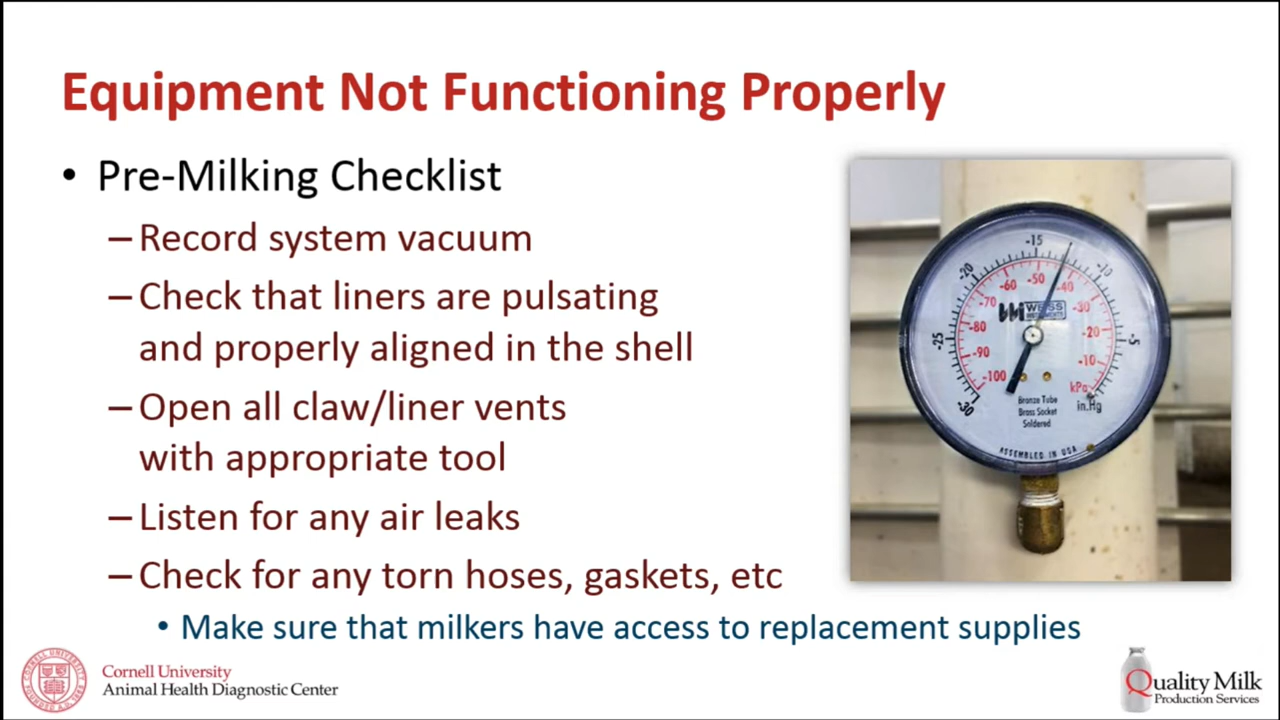 Equipment Not Functioning Properly
• Pre-Milking Checklist
– Record system vacuum
– Check that liners are pulsating
and properly aligned in the shell
– Open all claw/liner vents
with appropriate tool
– Listen for any air leaks
– Check for any torn hoses, gaskets, etc
• Make sure that milkers have access to replacement supplies
-15
-20
-10
-50
-60
-40
-70
-30
WEISS
INSTRUMENTS
-80
-20
-25
-5
-90
-10
-100
kPa
-30
in.Hg
Bronze Tube
Brass Socket
Soldered
ASSEMBLED IN USA
Cornell University
Animal Health Diagnostic Center
Quality Milk
Production Services